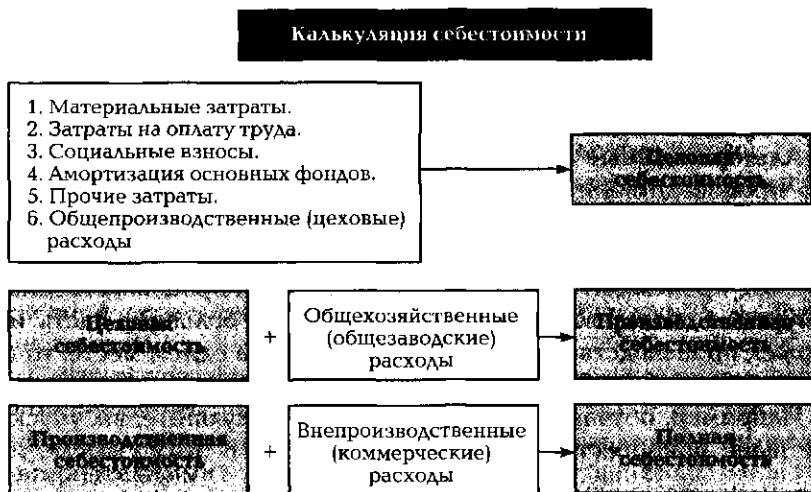 Калькуляция себестоимости
1. Материальные затраты.
2. Затраты на оплату труда.
3. Социальные взносы.
4. Амортизация основных фондов.
5. Прочие затраты.
6. Общепроизводственные (цеховые)
расходы
Цеховая
себестоимость
Цеховая
себестоимость
+
Общехозяйственные
(общезаводские)
расходы
Производственная
себестоимость
Производственная
себестоимость
+
Внепроизводственные
(коммерческие)
расходы
Полная
себестоимость